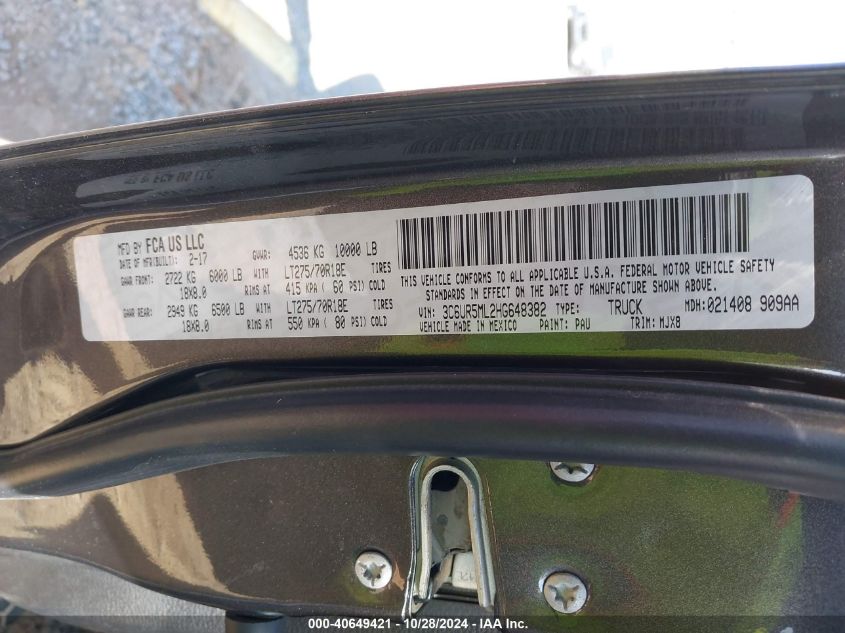 MFD BY FCA US LLC
DATE OF MFR(BUILT): 2-17 GVWR: 4536 KG 10000 LB
GAWR FRONT: 2722 KG 6000 LB WITH LT275/70R18E TIRES
18X8.0 RIMS AT 415 KPA ( 60 PSI) COLD
GAWR REAR: 2949 KG 6500 LB WITH LT275/70R18E TIRES
18X8.0 RIMS AT 550 KPA ( 80 PSI) COLD
THIS VEHICLE CONFORMS TO ALL APPLICABLE U.S.A. FEDERAL MOTOR VEHICLE SAFETY
STANDARDS IN EFFECT ON THE DATE OF MANUFACTURE SHOWN ABOVE.
VIN: 3C6UR5ML2HG648382 TYPE: TRUCK MDH: 021408 909AA
VEHICLE MADE IN MEXICO PAINT: PAU TRIM: MJX8
000-40649421 - 10/28/2024 - IAA Inc.